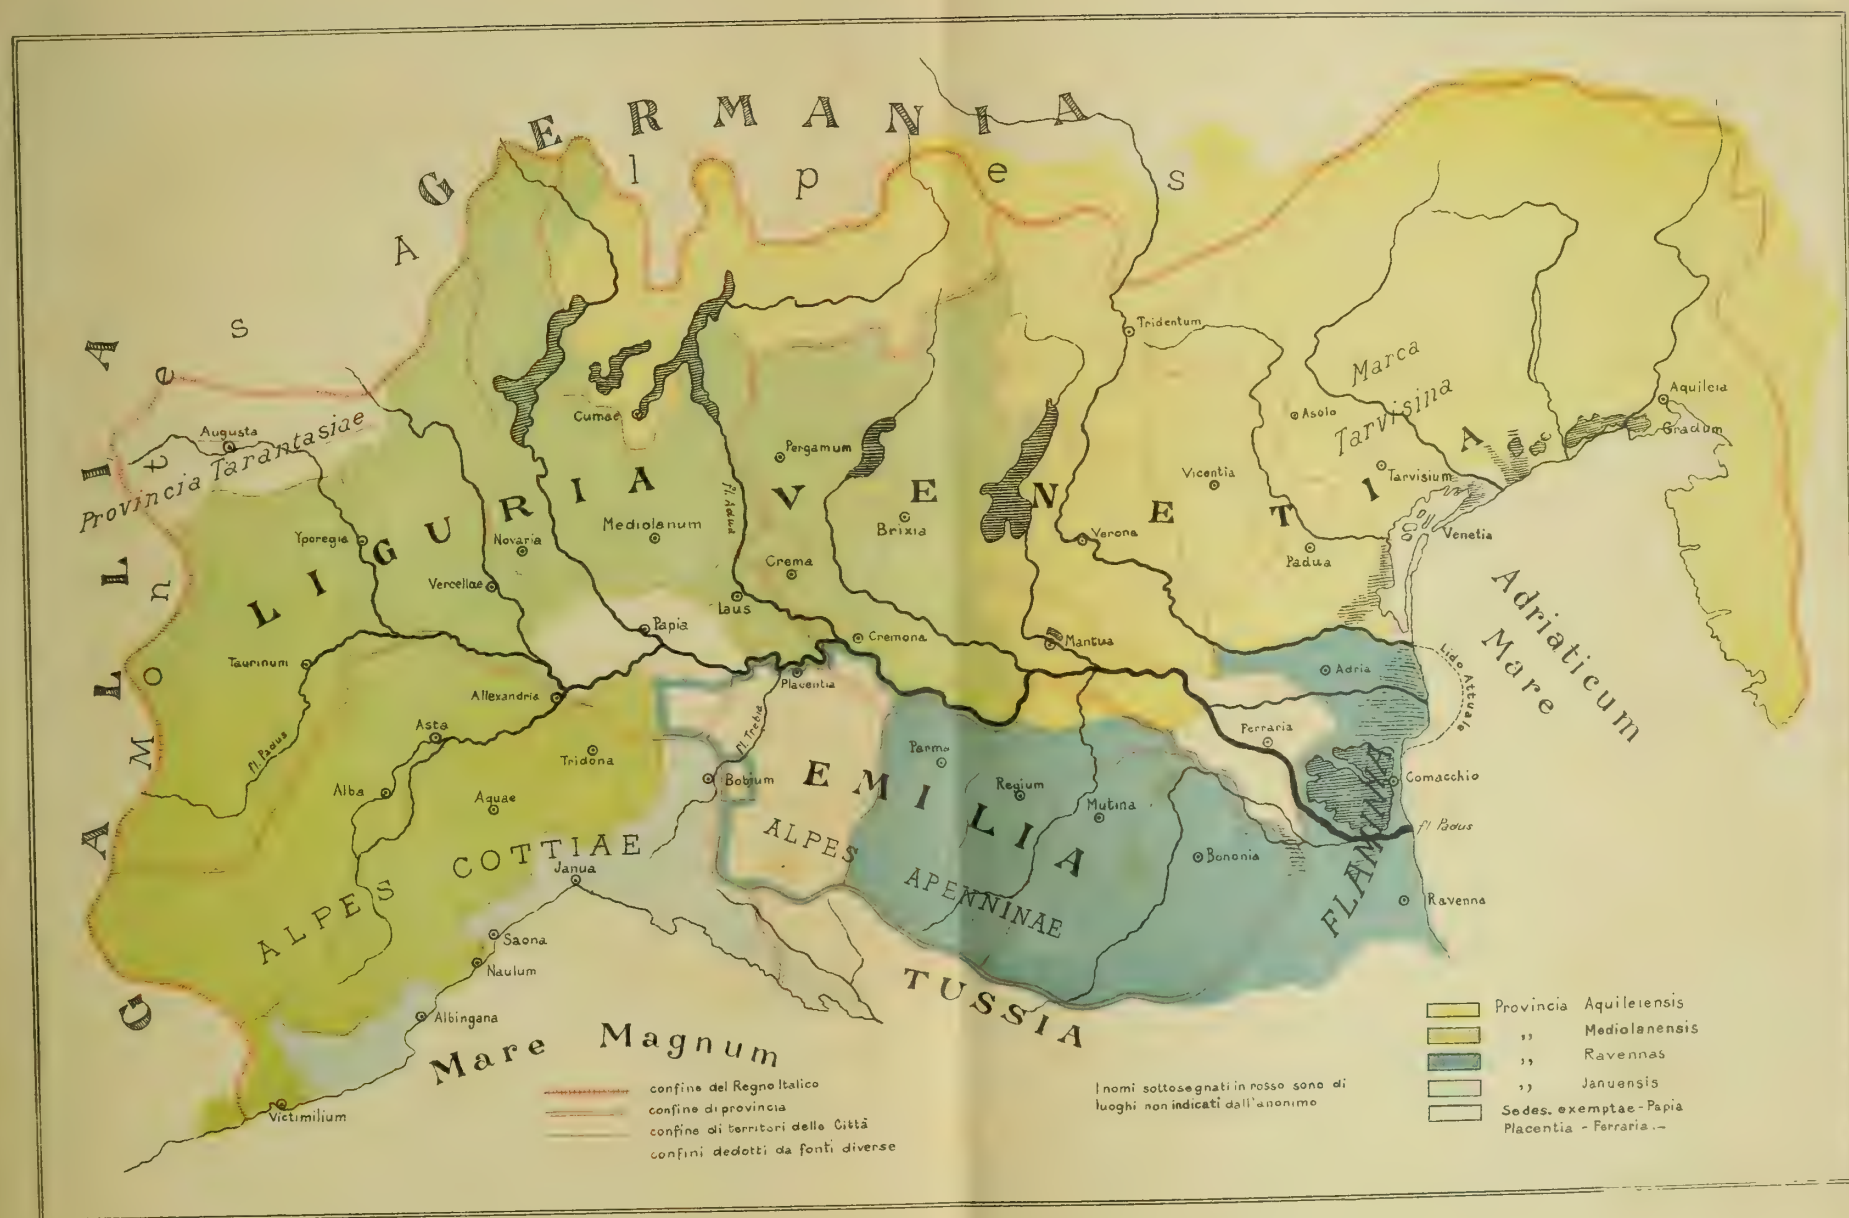 GERMANIA
Alpes
GALLIA
Montes
Provincia Tarantasiae
Augusta
Tridentum
Marca
Tarvisina
Aquileia
Gradum
Asolo
Tarvisium
Cumae
Pergamum
Vicentia
LIGURIA
VENETIA
fl. Adua
Brixia
Mediolanum
Yporegia
Novaria
Verona
Venetia
Padua
Vercellae
Crema
Laus
Papia
Cremona
Mantua
Adriaticum
Mare
Lido Attuale
Taurinum
Adria
Placentia
Allexandria
Asta
fl. Padus
fl. Trebia
Ferraria
Parma
Tridona
Bobium
EMILIA
Regium
Comacchio
Alba
Aquae
Mutina
fl Padus
ALPES COTTIAE
ALPES
APENNINAE
Bononia
FLAMINIA
Ravenna
Janua
Saona
Naulum
Albingana
Victimilium
TUSSIA
Mare Magnum
confine del Regno Italico
confine di provincia
confine di territori delle Città
confini dedotti da fonti diverse
I nomi sottosegnati in rosso sono di
luoghi non indicati dall'anonimo
Provincia Aquileiensis
,, Mediolanensis
,, Ravennas
,, Januensis
Sedes. exemptae - Papia
Placentia - Ferraria. -